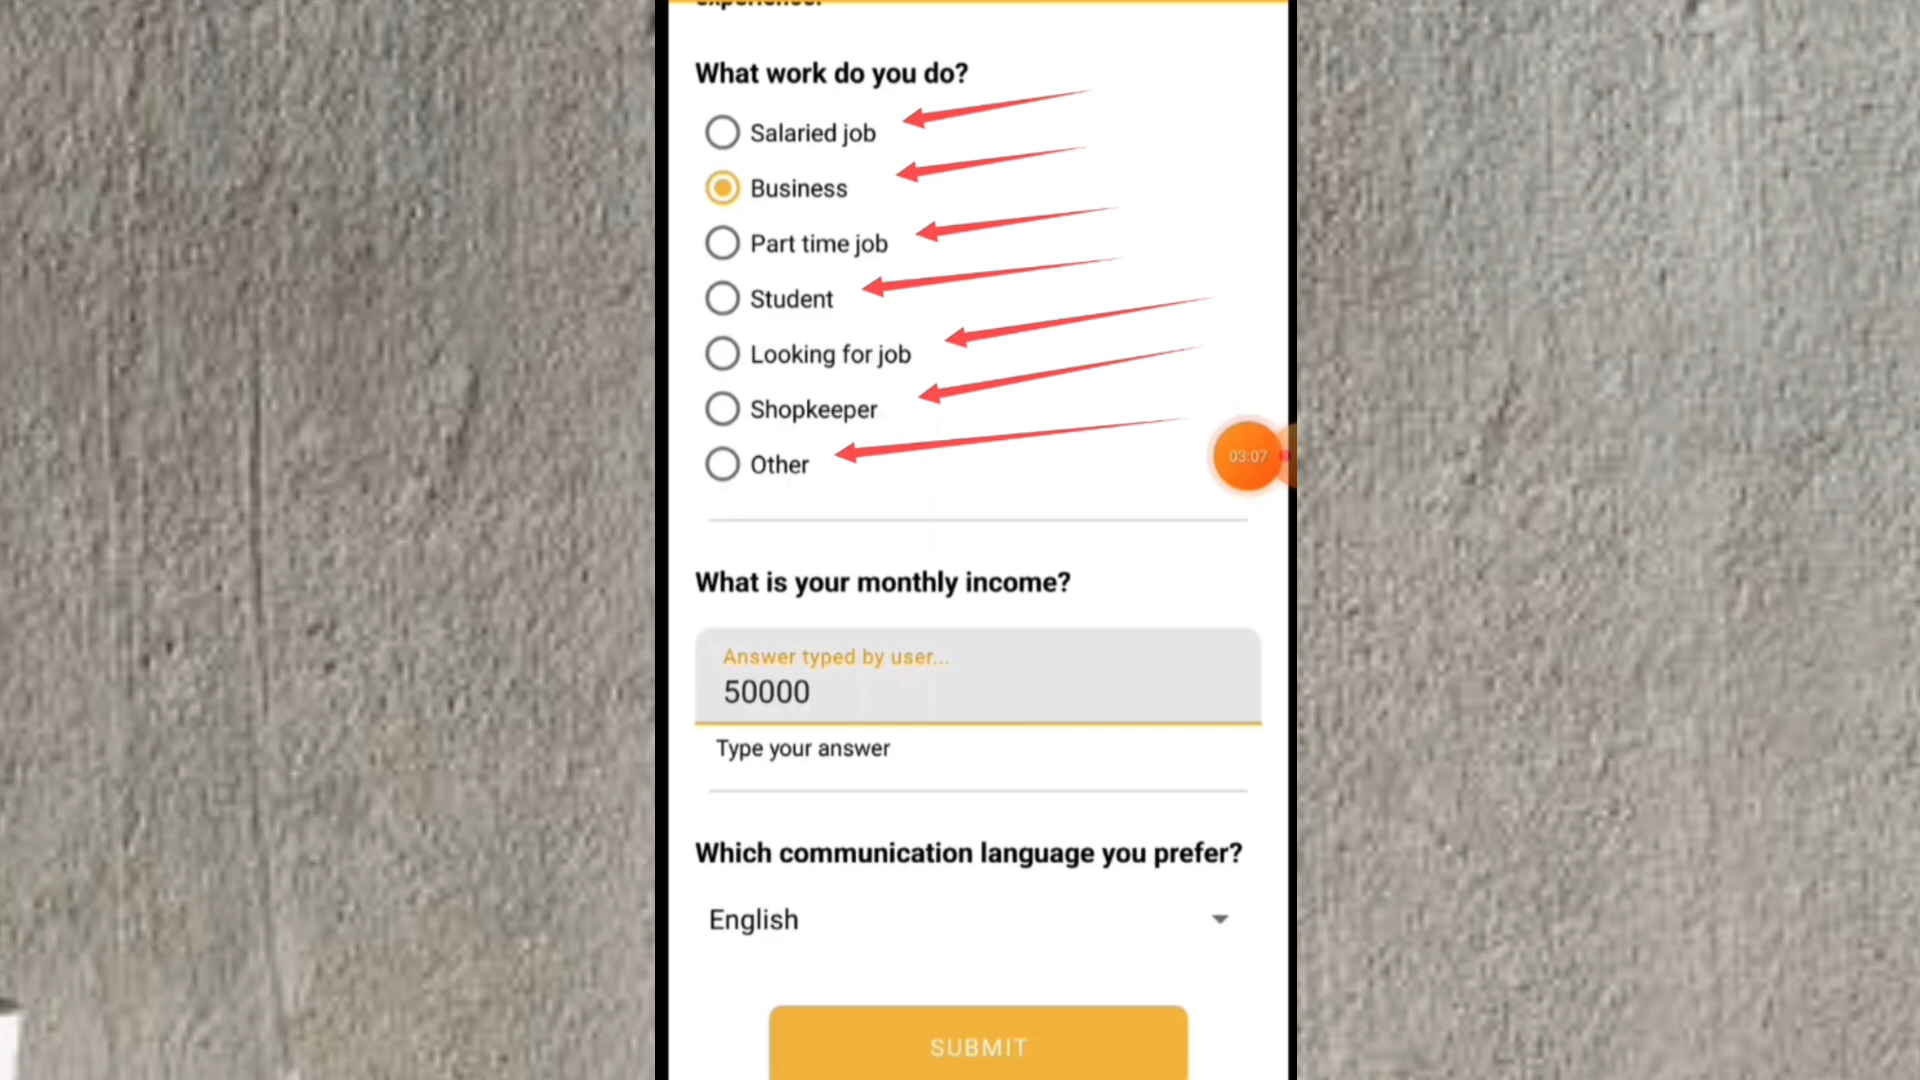 What work do you do?
Salaried job
Business
Part time job
Student
Looking for job
Shopkeeper
Other
03:07
What is your monthly income?
Answer typed by user...
50000
Type your answer
Which communication language you prefer?
English
SUBMIT